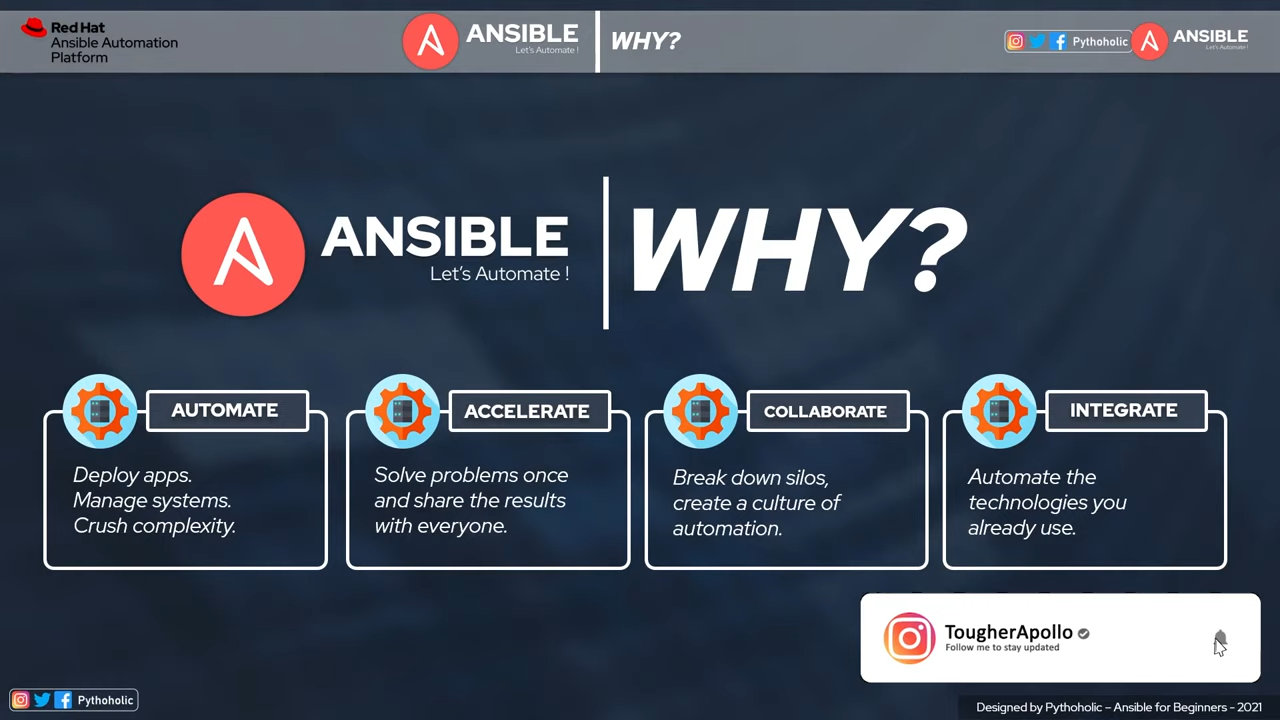 Red Hat
Ansible Automation
Platform
ANSIBLE
Let's Automate !
WHY?
Pythoholic
ANSIBLE
Let's Automate !
ANSIBLE
Let's Automate !
WHY?
AUTOMATE
Deploy apps.
Manage systems.
Crush complexity.
ACCELERATE
Solve problems once
and share the results
with everyone.
COLLABORATE
Break down silos,
create a culture of
automation.
INTEGRATE
Automate the
technologies you
already use.
TougherApollo
Follow me to stay updated
Pythoholic
Designed by Pythoholic – Ansible for Beginners - 2021